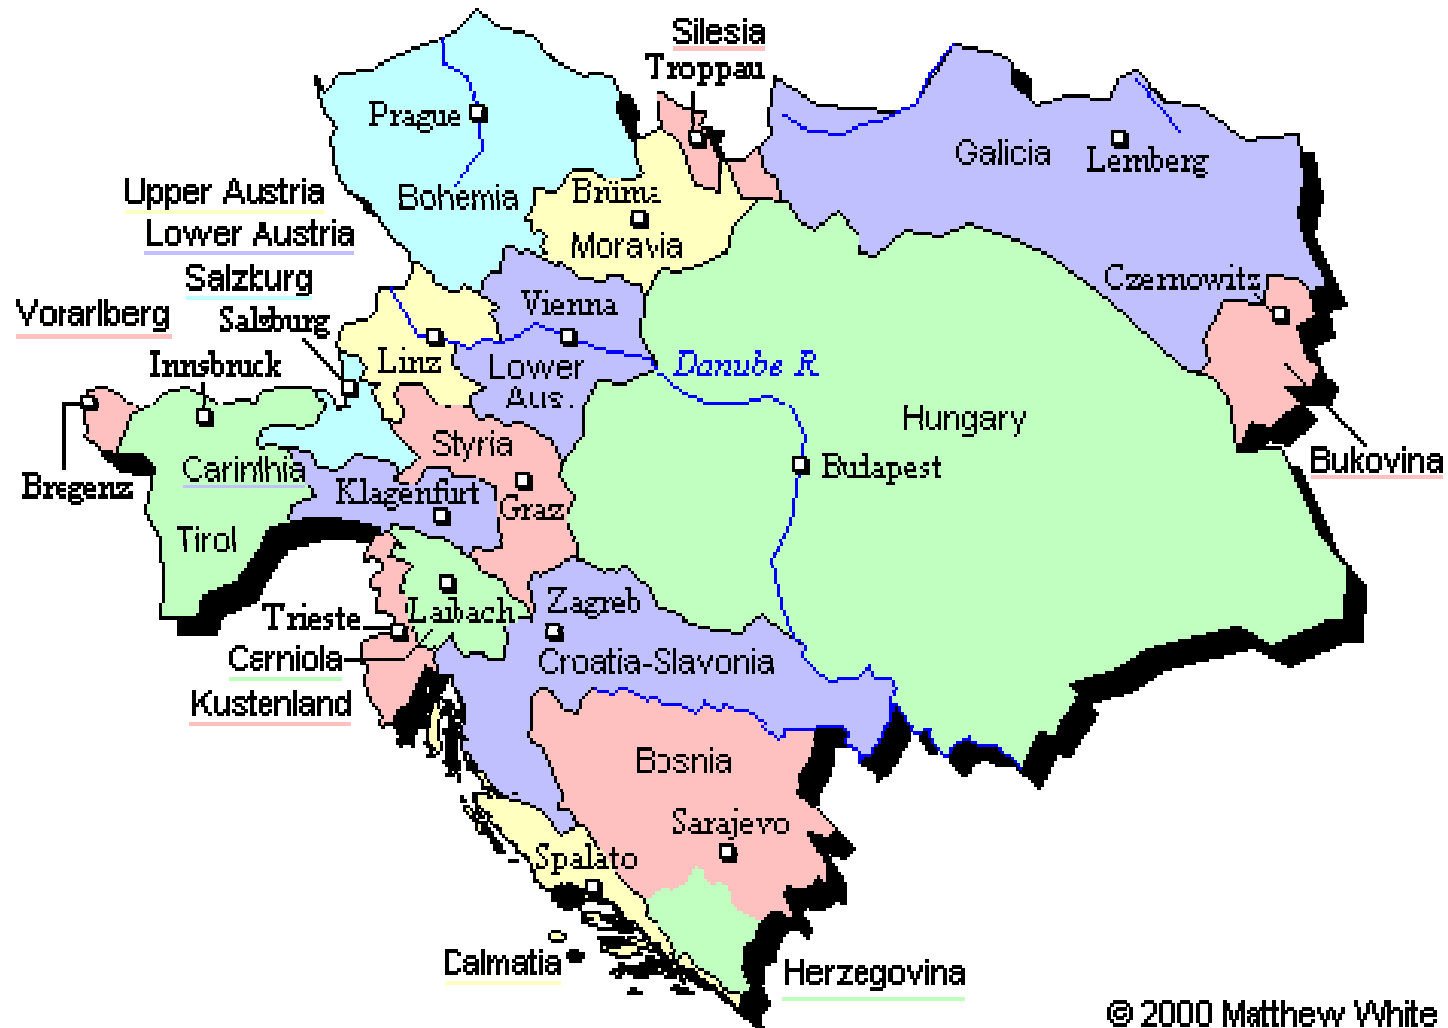 Silesia
Troppau
Prague
Galicia
Lemberg
Upper Austria
Bohemia
Brüma
Lower Austria
Moravia
Salzburg
Czernowitz
Vorarlberg
Salzburg
Vienna
Innsbruck
Linz
Lower
Aus.
Danube R
Hungary
Styria
Bukovina
Carinthia
Budapest
Bregenz
Klagenfurt
Graz
Tirol
Trieste
Laibach
Zagreb
Carniola
Croatia-Slavonia
Kustenland
Bosnia
Sarajevo
Spalato
Calmatia
Herzegovina
© 2000 Matthew White